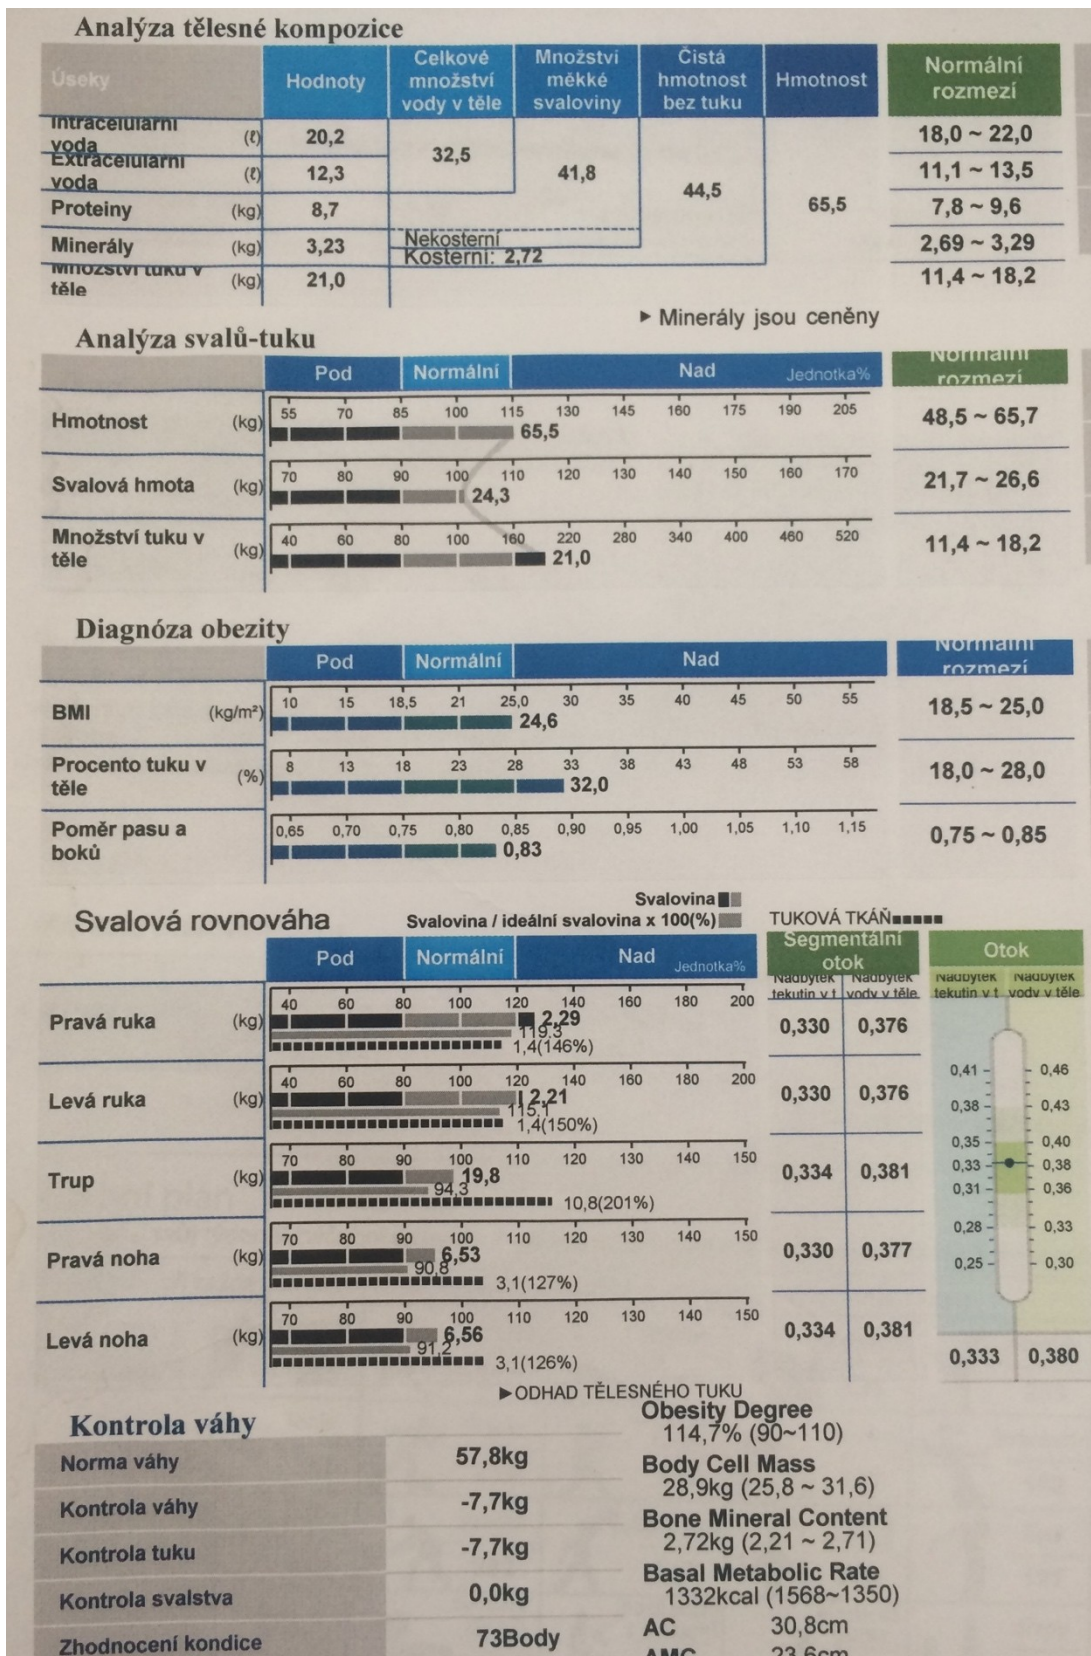 Analýza tělesné kompozice
Úseky Hodnoty Celkové množství vody v těle Množství měkké svaloviny Čistá hmotnost bez tuku Hmotnost Normální rozmezí
Intracelulární voda (ℓ) 20,2 32,5 41,8 44,5 65,5 18,0 ~ 22,0
Extracelulární voda (ℓ) 12,3 11,1 ~ 13,5
Proteiny (kg) 8,7 7,8 ~ 9,6
Minerály (kg) 3,23 Nekosterní 2,69 ~ 3,29
Kosterní: 2,72
Množství tuku v těle (kg) 21,0 11,4 ~ 18,2
▶ Minerály jsou ceněny
Analýza svalů-tuku
Pod Normální Nad Jednotka% Normální rozmezí
55 70 85 100 115 130 145 160 175 190 205
Hmotnost (kg) 65,5 48,5 ~ 65,7
70 80 90 100 110 120 130 140 150 160 170
Svalová hmota (kg) 24,3 21,7 ~ 26,6
40 60 80 100 160 220 280 340 400 460 520
Množství tuku v těle (kg) 21,0 11,4 ~ 18,2
Diagnóza obezity
Pod Normální Nad Normální rozmezí
10 15 18,5 21 25,0 30 35 40 45 50 55
BMI (kg/m²) 24,6 18,5 ~ 25,0
8 13 18 23 28 33 38 43 48 53 58
Procento tuku v těle (%) 32,0 18,0 ~ 28,0
0,65 0,70 0,75 0,80 0,85 0,90 0,95 1,00 1,05 1,10 1,15
Poměr pasu a boků 0,83 0,75 ~ 0,85
Svalová rovnováha
Svalovina
Svalovina / ideální svalovina x 100(%)
TUKOVÁ TKÁŇ
Pod Normální Nad Jednotka% Segmentální otok Otok
Nadbytek tekutin v t Nadbytek vody v těle Nadbytek tekutin v t Nadbytek vody v těle
40 60 80 100 120 140 160 180 200
Pravá ruka (kg) 2,29 0,330 0,376
119.3
1,4(146%)
40 60 80 100 120 140 160 180 200
Levá ruka (kg) 2,21 0,330 0,376
115,1
1,4(150%)
70 80 90 100 110 120 130 140 150
Trup (kg) 19,8 0,334 0,381
94,3
10,8(201%)
70 80 90 100 110 120 130 140 150
Pravá noha (kg) 6,53 0,330 0,377
90,8
3,1(127%)
70 80 90 100 110 120 130 140 150
Levá noha (kg) 6,56 0,334 0,381
91,2
3,1(126%)
0,41 0,46
0,38 0,43
0,35 0,40
0,33 0,38
0,31 0,36
0,28 0,33
0,25 0,30
0,333 0,380
▶ODHAD TĚLESNÉHO TUKU
Kontrola váhy
Norma váhy 57,8kg
Kontrola váhy -7,7kg
Kontrola tuku -7,7kg
Kontrola svalstva 0,0kg
Zhodnocení kondice 73Body
Obesity Degree
114,7% (90~110)
Body Cell Mass
28,9kg (25,8 ~ 31,6)
Bone Mineral Content
2,72kg (2,21 ~ 2,71)
Basal Metabolic Rate
1332kcal (1568~1350)
AC 30,8cm
AMC 23,6cm